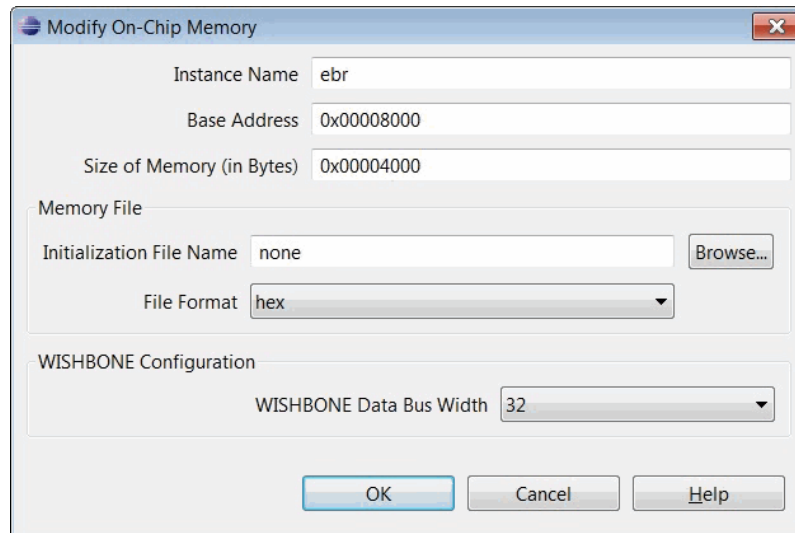 Modify On-Chip Memory
Instance Name ebr
Base Address 0x00008000
Size of Memory (in Bytes) 0x00004000
Memory File
Initialization File Name none Browse...
File Format hex
WISHBONE Configuration
WISHBONE Data Bus Width 32
OK Cancel Help